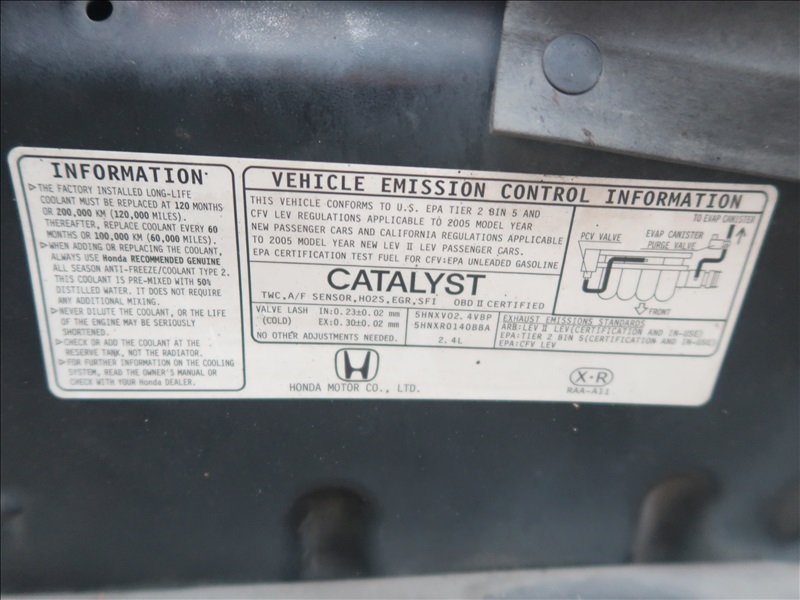 INFORMATION
▷THE FACTORY INSTALLED LONG-LIFE
COOLANT MUST BE REPLACED AT 120 MONTHS
OR 200,000 KM (120,000 MILES).
THEREAFTER, REPLACE COOLANT EVERY 60
MONTHS OR 100,000 KM (60,000 MILES).
▷WHEN ADDING OR REPLACING THE COOLANT,
ALWAYS USE Honda RECOMMENDED GENUINE
ALL SEASON ANTI-FREEZE/COOLANT TYPE 2.
THIS COOLANT IS PRE-MIXED WITH 50%
DISTILLED WATER. IT DOES NOT REQUIRE
ANY ADDITIONAL MIXING.
▷NEVER DILUTE THE COOLANT, OR THE LIFE
OF THE ENGINE MAY BE SERIOUSLY
SHORTENED.
▷CHECK AND ADD THE COOLANT AT THE
RESERVE TANK, NOT THE RADIATOR.
▷FOR FURTHER INFORMATION ON THE COOLING
SYSTEM, READ THE OWNER'S MANUAL OR
CHECK WITH YOUR Honda DEALER.
VEHICLE EMISSION CONTROL INFORMATION
THIS VEHICLE CONFORMS TO U.S. EPA TIER 2 BIN 5 AND
CFV LEV REGULATIONS APPLICABLE TO 2005 MODEL YEAR
NEW PASSENGER CARS AND CALIFORNIA REGULATIONS APPLICABLE
TO 2005 MODEL YEAR NEW LEV II LEV PASSENGER CARS.
EPA CERTIFICATION TEST FUEL FOR CFV:EPA UNLEADED GASOLINE
TO EVAP CANISTER
PCV VALVE
EVAP CANISTER
PURGE VALVE
FRONT
CATALYST
TWC,A/F SENSOR,HO2S,EGR,SFI OBD II CERTIFIED
VALVE LASH IN:0.23±0.02 mm
(COLD) EX:0.30±0.02 mm
NO OTHER ADJUSTMENTS NEEDED.
5HNXV02.4VBP
5HNXR0140BBA
2.4L
EXHAUST EMISSIONS STANDARDS
ARB:LEV II LEV(CERTIFICATION AND IN-USE)
EPA:TIER 2 BIN 5(CERTIFICATION AND IN-USE)
EPA:CFV LEV
HONDA MOTOR CO., LTD.
X·R
RAA-A11